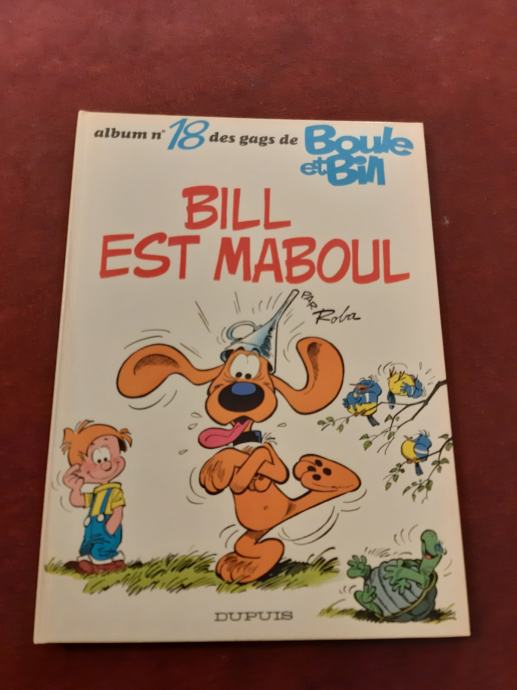 album n° 18 des gags de Boule et Bill
BILL
EST MABOUL
PAR Roba
DUPUIS